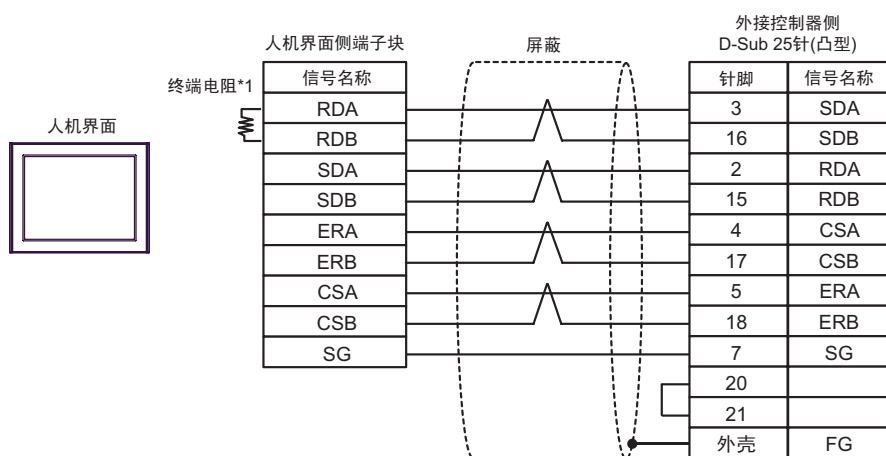 人机界面
终端电阻*1
人机界面侧端子块
信号名称
RDA
RDB
SDA
SDB
ERA
ERB
CSA
CSB
SG
屏蔽
外接控制器侧
D-Sub 25针(凸型)
针脚 信号名称
3 SDA
16 SDB
2 RDA
15 RDB
4 CSA
17 CSB
5 ERA
18 ERB
7 SG
20
21
外壳 FG